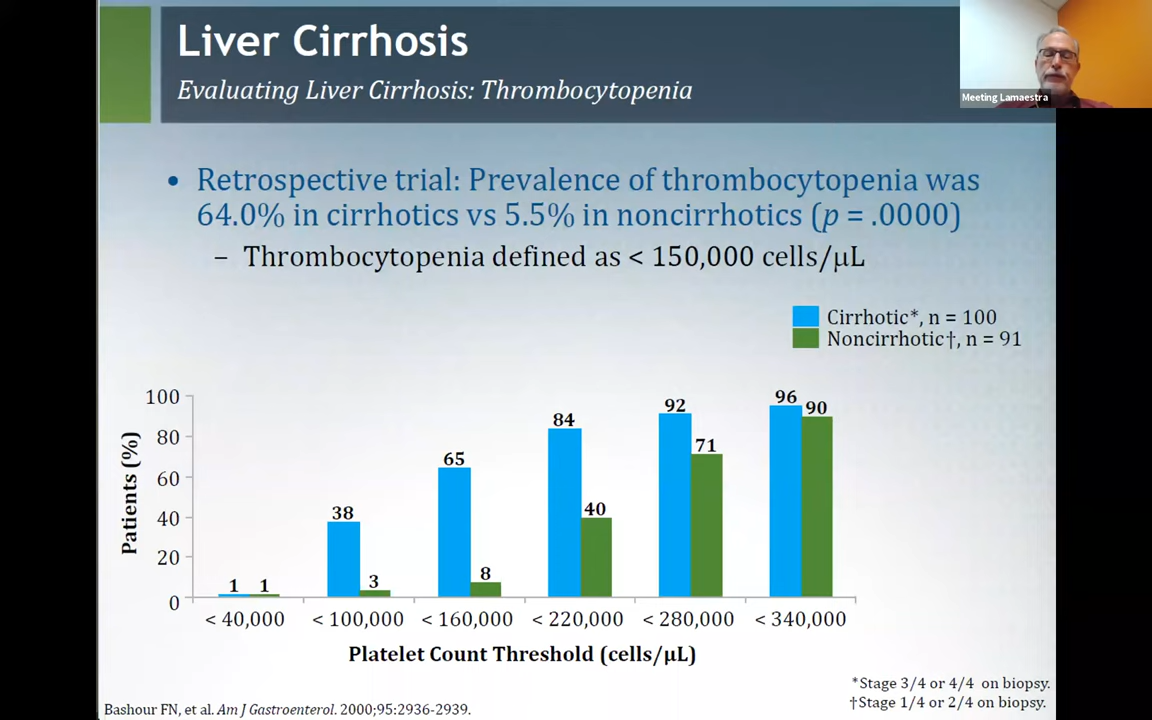 Liver Cirrhosis
Evaluating Liver Cirrhosis: Thrombocytopenia
Meeting Lamaestra
• Retrospective trial: Prevalence of thrombocytopenia was
64.0% in cirrhotics vs 5.5% in noncirrhotics (p = .0000)
– Thrombocytopenia defined as < 150,000 cells/μL
Cirrhotic*, n = 100
Noncirrhotic†, n = 91
Patients (%)
100
80
60
40
20
0
1 1
38 3
65 8
84 40
92 71
96 90
< 40,000 < 100,000 < 160,000 < 220,000 < 280,000 < 340,000
Platelet Count Threshold (cells/μL)
*Stage 3/4 or 4/4 on biopsy.
†Stage 1/4 or 2/4 on biopsy.
Bashour FN, et al. Am J Gastroenterol. 2000;95:2936-2939.